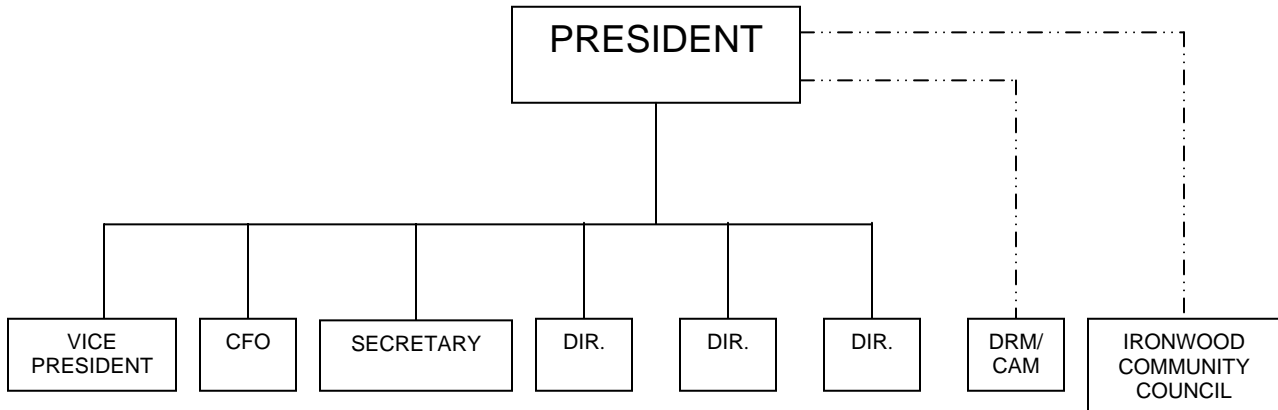 PRESIDENT
VICE
PRESIDENT
CFO
SECRETARY
DIR.
DIR.
DIR.
DRM/
CAM
IRONWOOD
COMMUNITY
COUNCIL